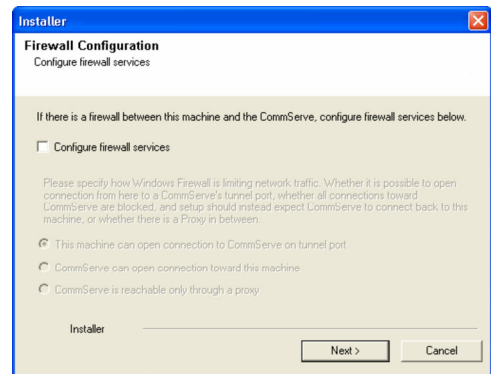 Installer
Firewall Configuration
Configure firewall services
If there is a firewall between this machine and the CommServe, configure firewall services below.
Configure firewall services
Please specify how Windows Firewall is limiting network traffic. Whether it is possible to open
connection from here to a CommServe's tunnel port, whether all connections toward
CommServe are blocked, and setup should instead expect CommServe to connect back to this
machine, or whether there is a Proxy in between.
This machine can open connection to CommServe on tunnel port
CommServe can open connection toward this machine
CommServe is reachable only through a proxy
Installer
Next >
Cancel